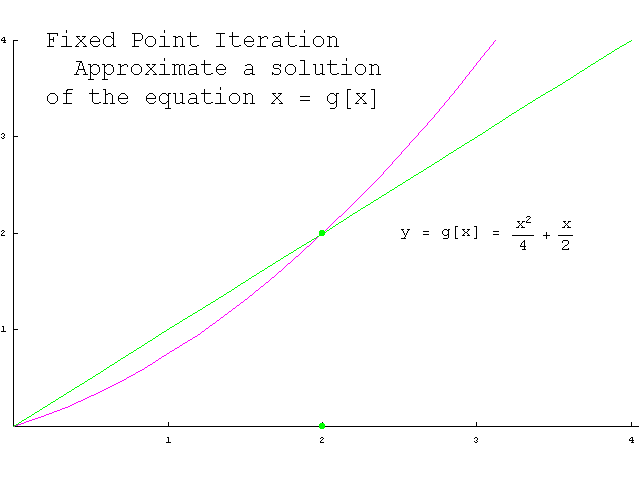 Fixed Point Iteration
Approximate a solution
of the equation x = g[x]
y = g[x] = x²/4 + x/2
4
3
2
1
1 2 3 4